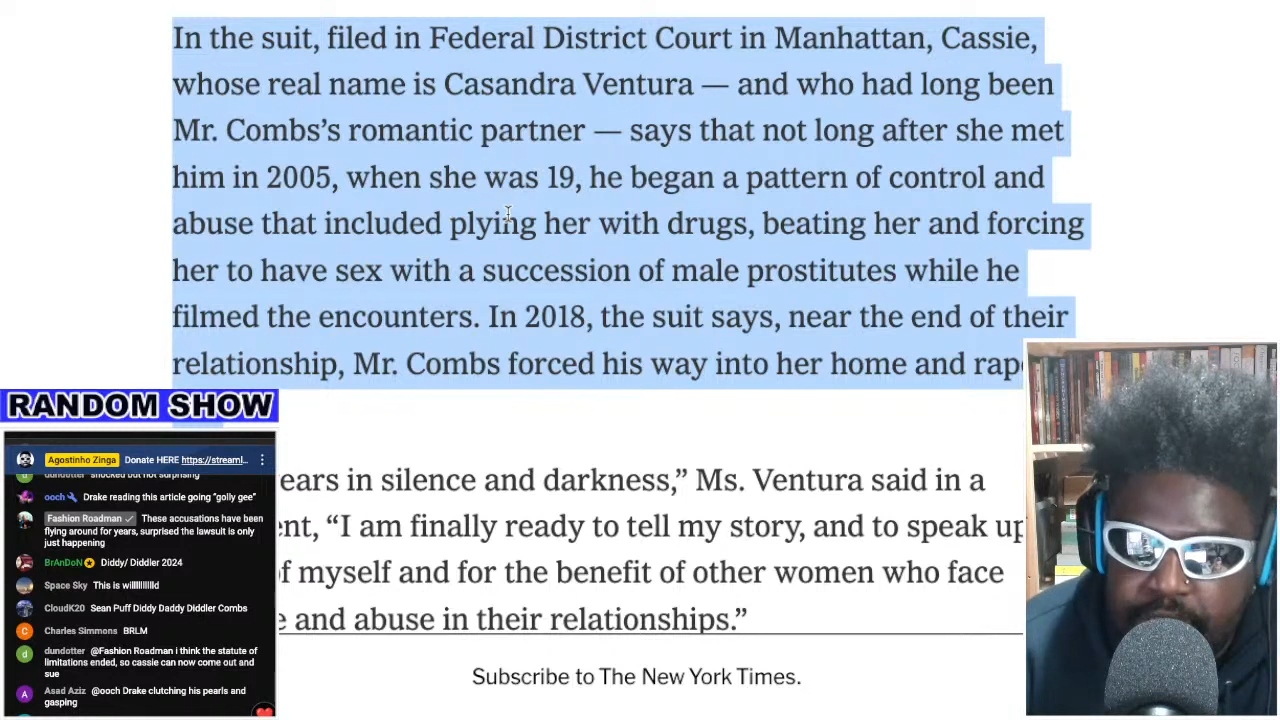 In the suit, filed in Federal District Court in Manhattan, Cassie,
whose real name is Casandra Ventura — and who had long been
Mr. Combs’s romantic partner — says that not long after she met
him in 2005, when she was 19, he began a pattern of control and
abuse that included plying her with drugs, beating her and forcing
her to have sex with a succession of male prostitutes while he
filmed the encounters. In 2018, the suit says, near the end of their
relationship, Mr. Combs forced his way into her home and rap
ears in silence and darkness,” Ms. Ventura said in a
ent, “I am finally ready to tell my story, and to speak up
of myself and for the benefit of other women who face
e and abuse in their relationships.”
Subscribe to The New York Times.
RANDOM SHOW
Agostinho Zinga Donate HERE https://streaml...
dundotter shocked but not surprising
ooch Drake reading this article going “golly gee”
Fashion Roadman These accusations have been
flying around for years, surprised the lawsuit is only
just happening
BrAnDoN Diddy/ Diddler 2024
Space Sky This is willlllllllld
CloudK20 Sean Puff Diddy Daddy Diddler Combs
Charles Simmons BRLM
dundotter @Fashion Roadman i think the statute of
limitations ended, so cassie can now come out and
sue
Asad Aziz @ooch Drake clutching his pearls and
gasping